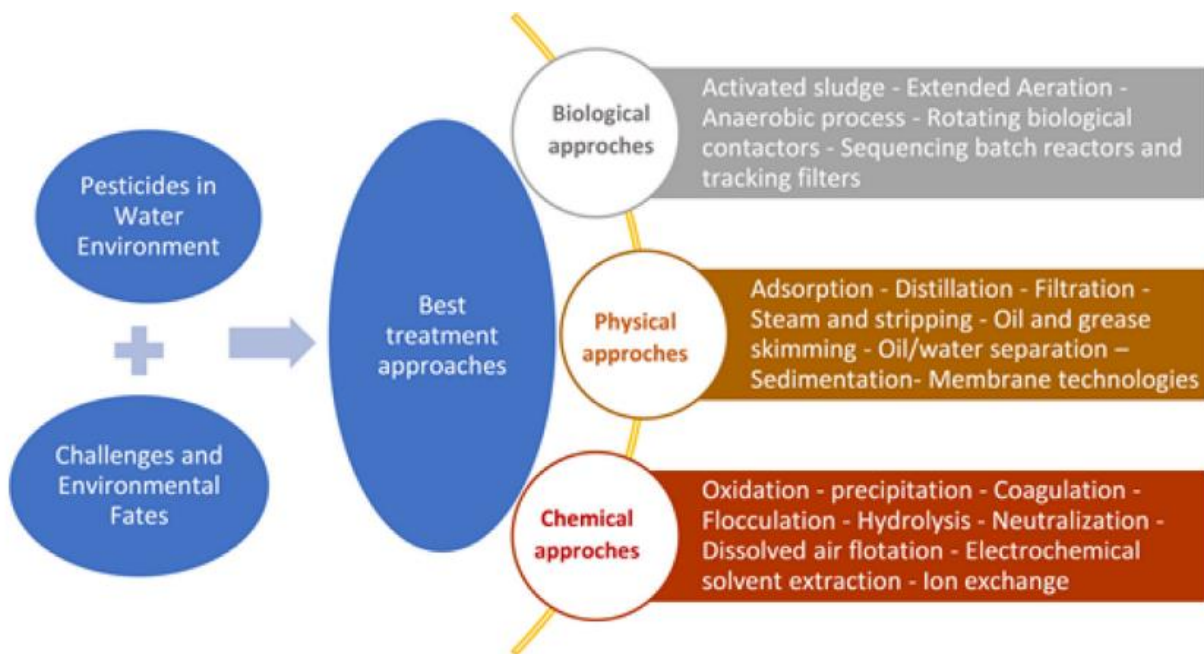 Pesticides in
Water
Environment
Challenges and
Environmental
Fates
Best
treatment
approaches
Biological
approches
Activated sludge - Extended Aeration -
Anaerobic process - Rotating biological
contactors - Sequencing batch reactors and
tracking filters
Physical
approches
Adsorption - Distillation - Filtration -
Steam and stripping - Oil and grease
skimming - Oil/water separation –
Sedimentation- Membrane technologies
Chemical
approches
Oxidation - precipitation - Coagulation -
Flocculation - Hydrolysis - Neutralization -
Dissolved air flotation - Electrochemical
solvent extraction - Ion exchange